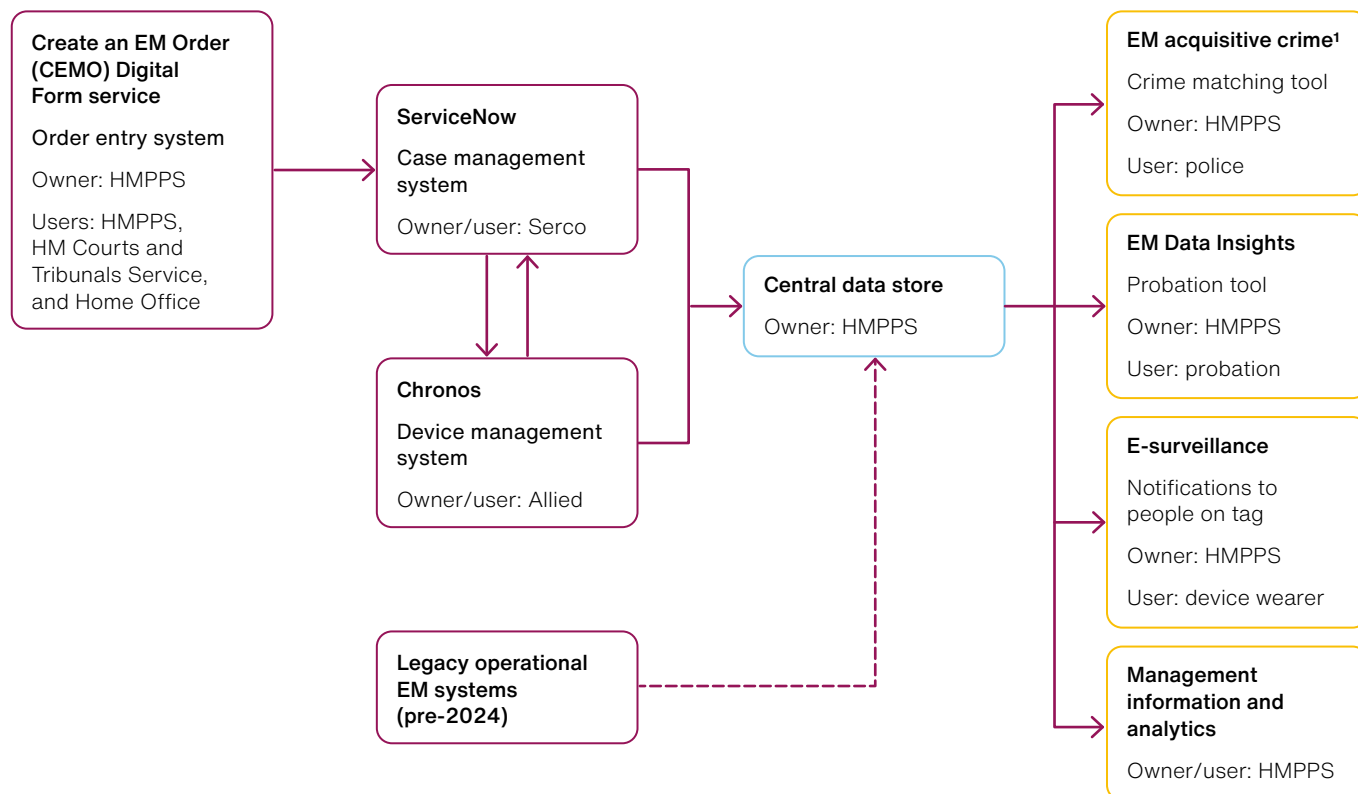 Create an EM Order
(CEMO) Digital
Form service
Order entry system
Owner: HMPPS
Users: HMPPS,
HM Courts and
Tribunals Service,
and Home Office
ServiceNow
Case management
system
Owner/user: Serco
Chronos
Device management
system
Owner/user: Allied
Legacy operational
EM systems
(pre-2024)
Central data store
Owner: HMPPS
EM acquisitive crime¹
Crime matching tool
Owner: HMPPS
User: police
EM Data Insights
Probation tool
Owner: HMPPS
User: probation
E-surveillance
Notifications to
people on tag
Owner: HMPPS
User: device wearer
Management
information and
analytics
Owner/user: HMPPS